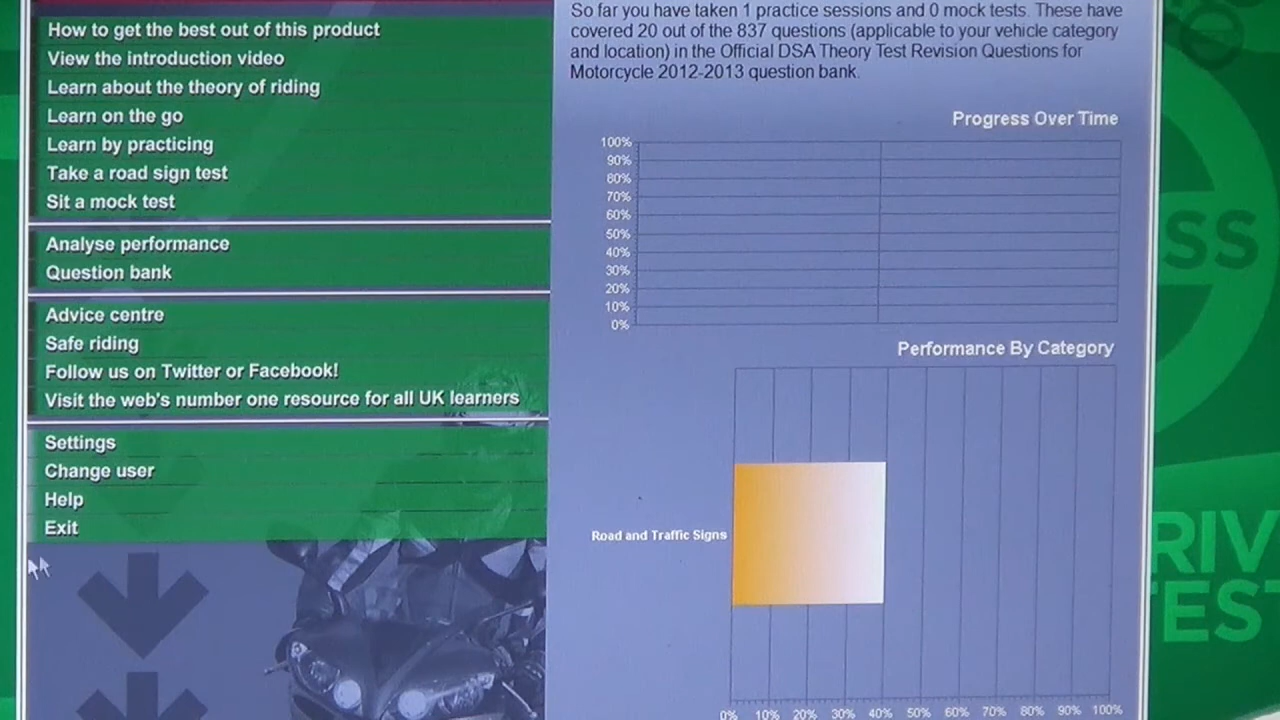 How to get the best out of this product
View the introduction video
Learn about the theory of riding
Learn on the go
Learn by practicing
Take a road sign test
Sit a mock test
Analyse performance
Question bank
Advice centre
Safe riding
Follow us on Twitter or Facebook!
Visit the web's number one resource for all UK learners
Settings
Change user
Help
Exit
So far you have taken 1 practice sessions and 0 mock tests. These have
covered 20 out of the 837 questions (applicable to your vehicle category
and location) in the Official DSA Theory Test Revision Questions for
Motorcycle 2012-2013 question bank.
Progress Over Time
100%
90%
80%
70%
60%
50%
40%
30%
20%
10%
0%
Performance By Category
Road and Traffic Signs
0% 10% 20% 30% 40% 50% 60% 70% 80% 90% 100%
SS
RIV
EST